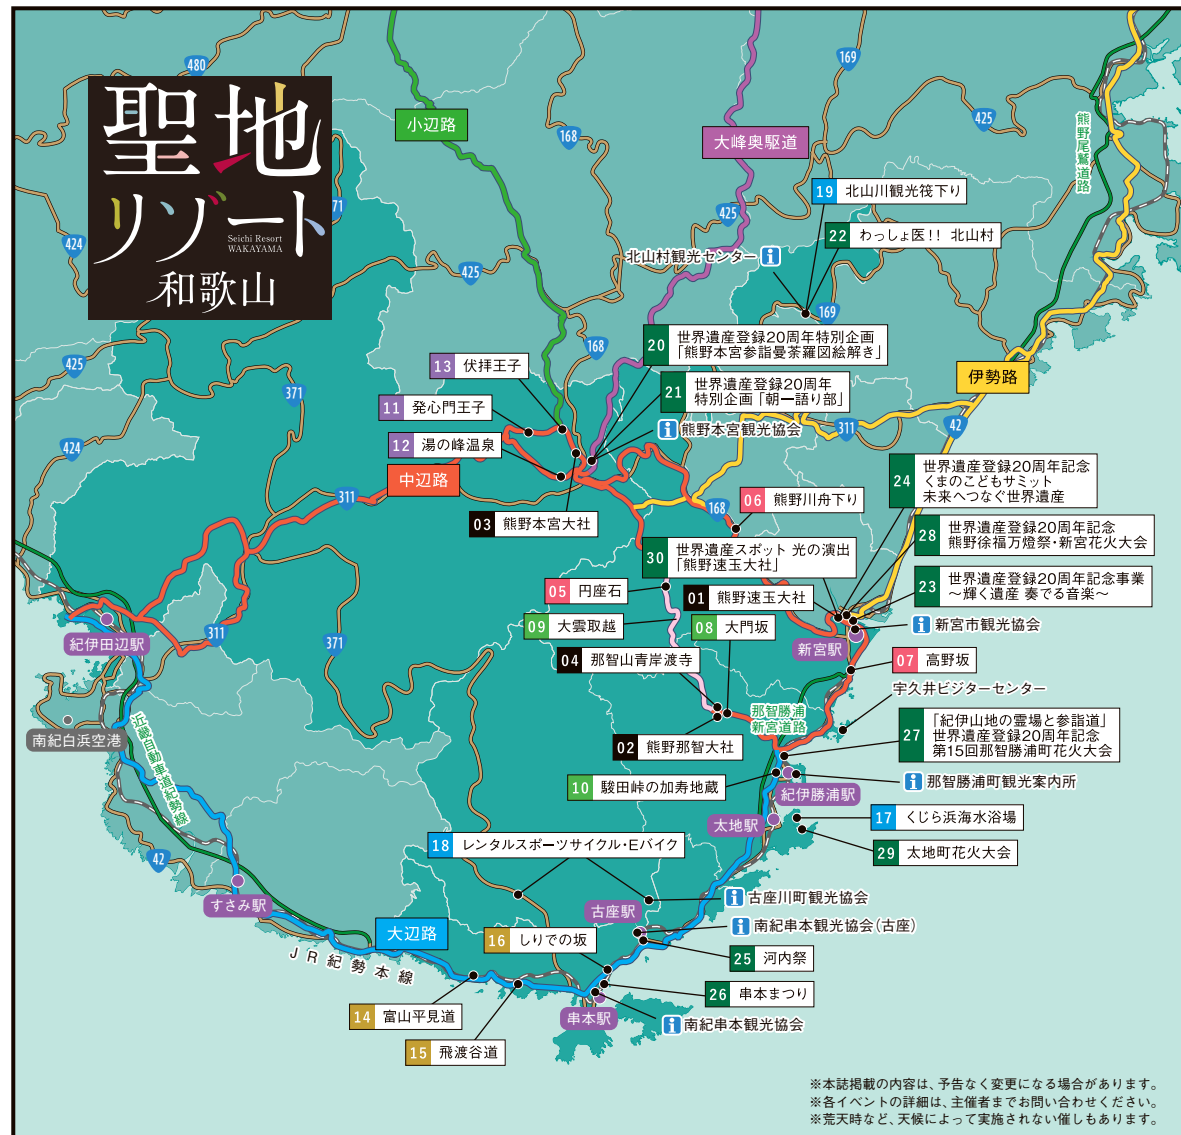 聖地
リゾート
Seichi Resort
WAKAYAMA
和歌山
480
小辺路
168
大峰奥駈道
169
425
熊野尾鷲道路
19 北山川観光筏下り
371
424
425
425
22 わっしょ医!! 北山村
北山村観光センター
169
168
20 世界遺産登録20周年特別企画
「熊野本宮参詣曼荼羅図絵解き」
425
13 伏拝王子
伊勢路
371
21 世界遺産登録20周年
特別企画「朝一語り部」
11 発心門王子
熊野本宮観光協会
311
42
424
12 湯の峰温泉
中辺路
311
24 世界遺産登録20周年記念
くまのこどもサミット
未来へつなぐ世界遺産
06 熊野川舟下り
168
03 熊野本宮大社
28 世界遺産登録20周年記念
熊野徐福万燈祭・新宮花火大会
30 世界遺産スポット 光の演出
「熊野速玉大社」
05 円座石
01 熊野速玉大社
23 世界遺産登録20周年記念事業
～輝く遺産 奏でる音楽～
09 大雲取越
08 大門坂
新宮市観光協会
311
371
紀伊田辺駅
新宮駅
04 那智山青岸渡寺
07 高野坂
宇久井ビジターセンター
那智勝浦
新宮道路
南紀白浜空港
近畿自動車道紀勢線
02 熊野那智大社
27 「紀伊山地の霊場と参詣道」
世界遺産登録20周年記念
第15回那智勝浦町花火大会
10 駿田峠の加寿地蔵
那智勝浦町観光案内所
紀伊勝浦駅
太地駅
17 くじら浜海水浴場
18 レンタルスポーツサイクル・Eバイク
29 太地町花火大会
42
すさみ駅
古座川町観光協会
古座駅
南紀串本観光協会(古座)
大辺路
16 しりでの坂
JR紀勢本線
25 河内祭
26 串本まつり
14 富山平見道
串本駅
南紀串本観光協会
15 飛渡谷道
※本誌掲載の内容は、予告なく変更になる場合があります。
※各イベントの詳細は、主催者までお問い合わせください。
※荒天時など、天候によって実施されない催しもあります。